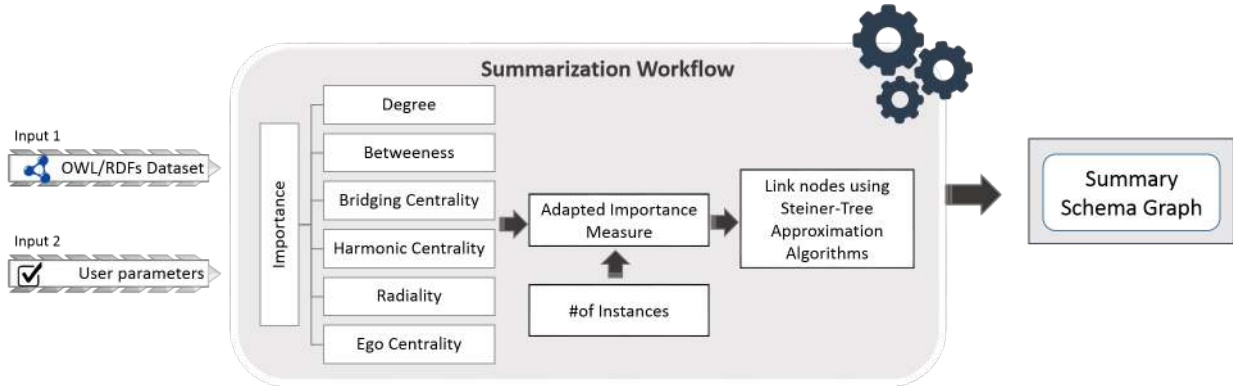 Summarization Workflow
Input 1
OWL/RDFs Dataset
Input 2
User parameters
Importance
Degree
Betweeness
Bridging Centrality
Harmonic Centrality
Radiality
Ego Centrality
Adapted Importance
Measure
#of Instances
Link nodes using
Steiner-Tree
Approximation
Algorithms
Summary
Schema Graph